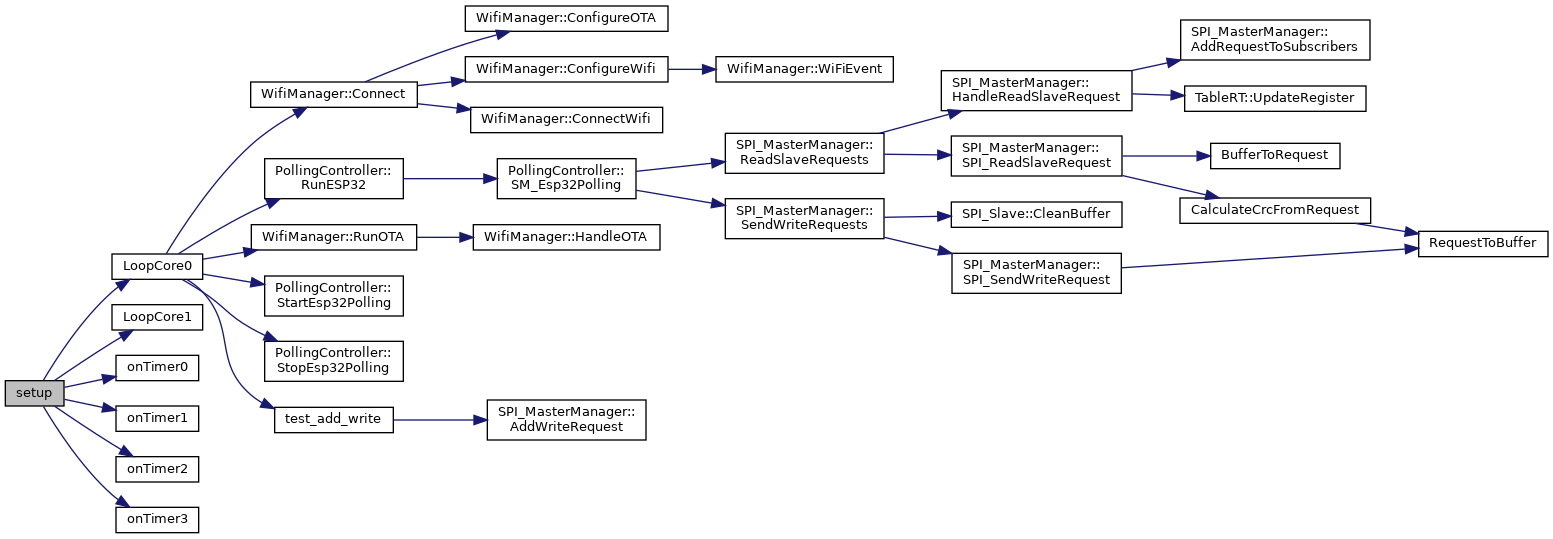 setup
LoopCore0
LoopCore1
onTimer0
onTimer1
onTimer2
onTimer3
WifiManager::Connect
PollingController::
RunESP32
WifiManager::RunOTA
PollingController::
StartEsp32Polling
PollingController::
StopEsp32Polling
test_add_write
WifiManager::ConfigureOTA
WifiManager::ConfigureWifi
WifiManager::ConnectWifi
PollingController::
SM_Esp32Polling
WifiManager::HandleOTA
SPI_MasterManager::
AddWriteRequest
WifiManager::WiFiEvent
SPI_MasterManager::
ReadSlaveRequests
SPI_MasterManager::
SendWriteRequests
SPI_MasterManager::
HandleReadSlaveRequest
SPI_MasterManager::
SPI_ReadSlaveRequest
SPI_Slave::CleanBuffer
SPI_MasterManager::
SPI_SendWriteRequest
SPI_MasterManager::
AddRequestToSubscribers
TableRT::UpdateRegister
BufferToRequest
CalculateCrcFromRequest
RequestToBuffer